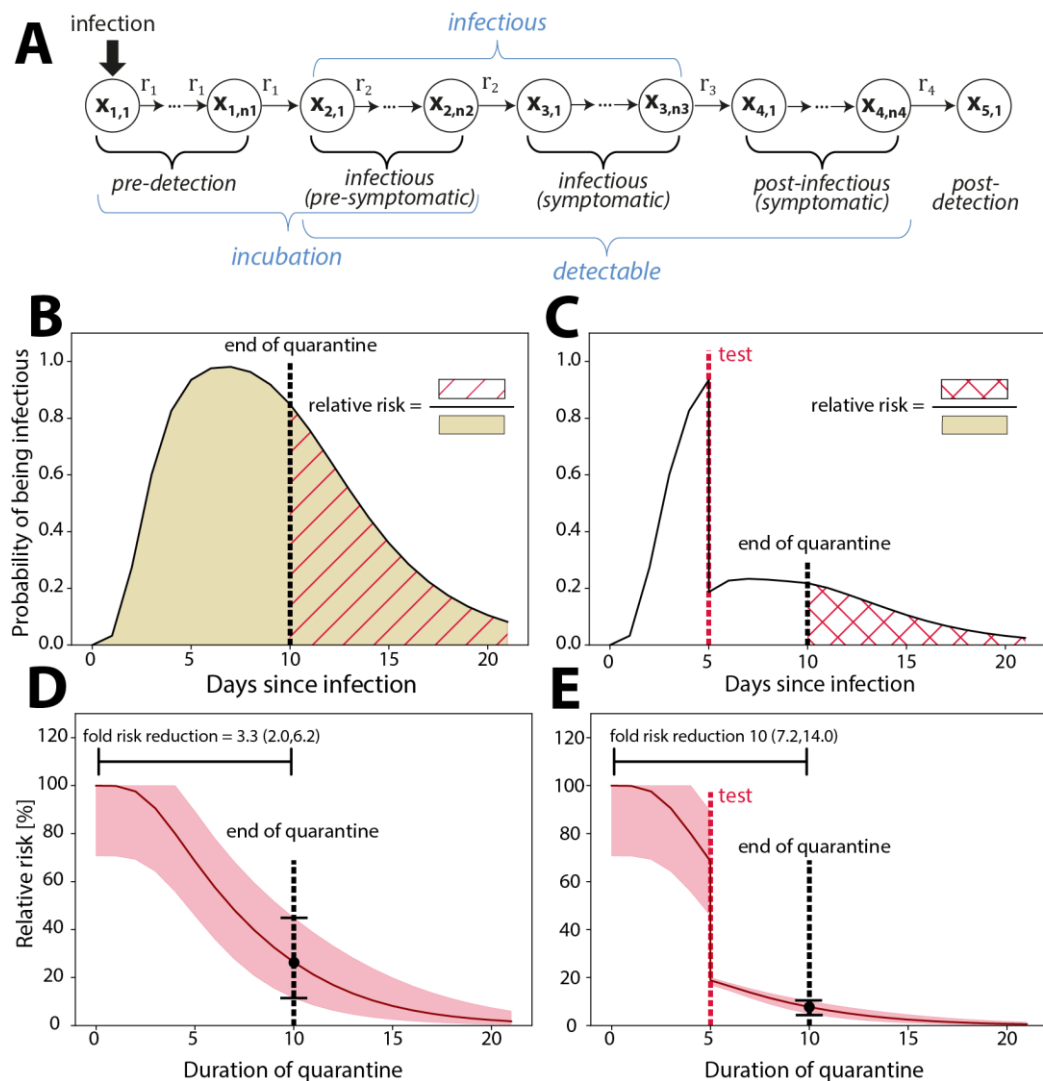 A
infection
infectious
r1 r1 r1 r2 r2 r3 r4
x1,1 ... x1,n1 x2,1 ... x2,n2 x3,1 ... x3,n3 x4,1 ... x4,n4 x5,1
pre-detection
infectious
(pre-symptomatic)
infectious
(symptomatic)
post-infectious
(symptomatic)
post-
detection
incubation
detectable
B
end of quarantine
relative risk =
Probability of being infectious
1.0
0.8
0.6
0.4
0.2
0.0
0 5 10 15 20
Days since infection
C
test
relative risk =
end of quarantine
1.0
0.8
0.6
0.4
0.2
0.0
0 5 10 15 20
Days since infection
D
fold risk reduction = 3.3 (2.0,6.2)
end of quarantine
Relative risk [%]
120
100
80
60
40
20
0
0 5 10 15 20
Duration of quarantine
E
fold risk reduction 10 (7.2,14.0)
test
end of quarantine
120
100
80
60
40
20
0
0 5 10 15 20
Duration of quarantine